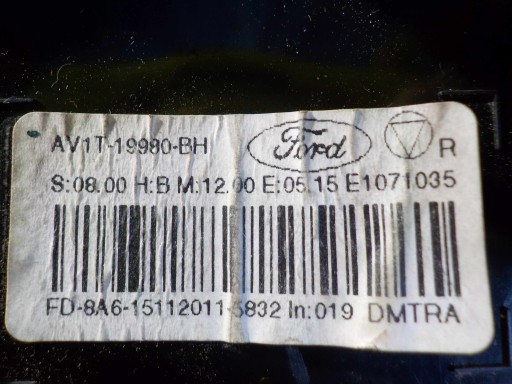 AV1T-19980-BH Ford R
S:08.00 H:B M:12.00 E:05.15 E1071035
FD-8A6-15112011-5832 In:019 DMTRA